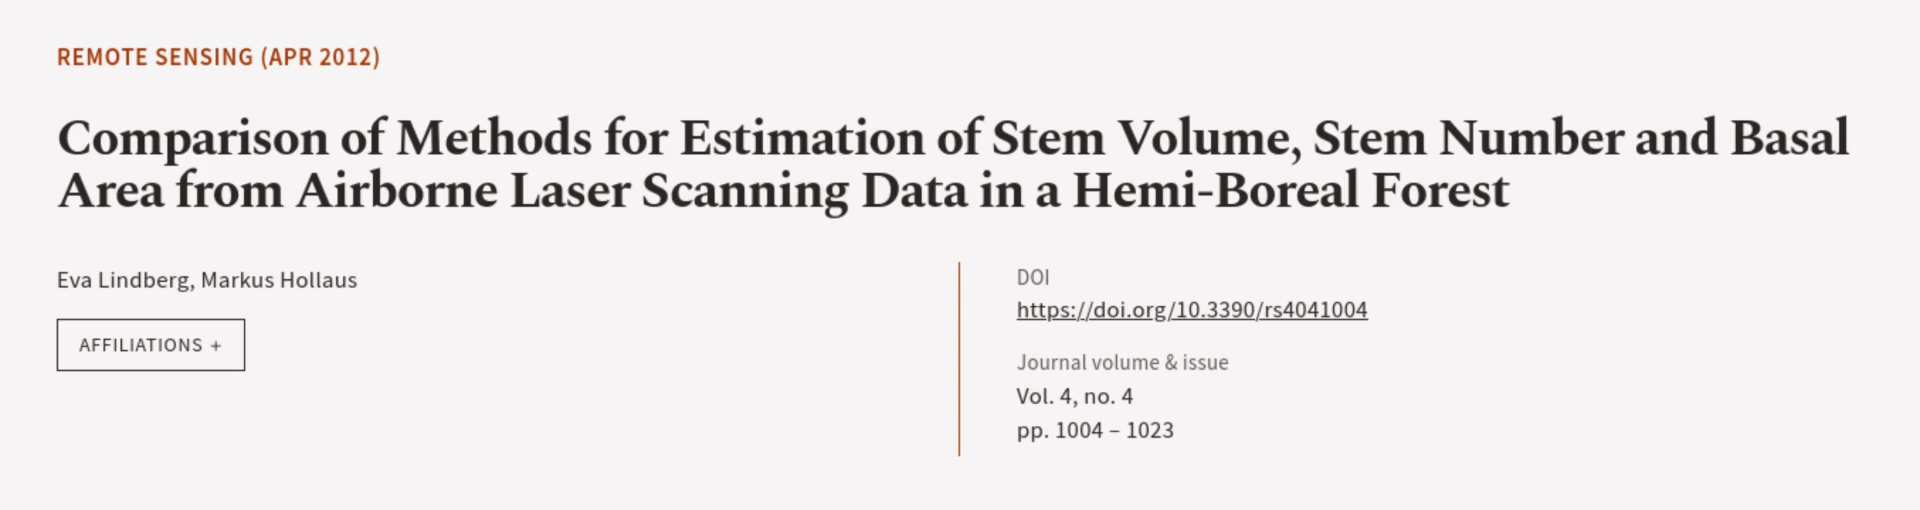 REMOTE SENSING (APR 2012)
Comparison of Methods for Estimation of Stem Volume, Stem Number and Basal
Area from Airborne Laser Scanning Data in a Hemi-Boreal Forest
Eva Lindberg, Markus Hollaus
AFFILIATIONS +
DOI
https://doi.org/10.3390/rs4041004
Journal volume & issue
Vol. 4, no. 4
pp. 1004 – 1023